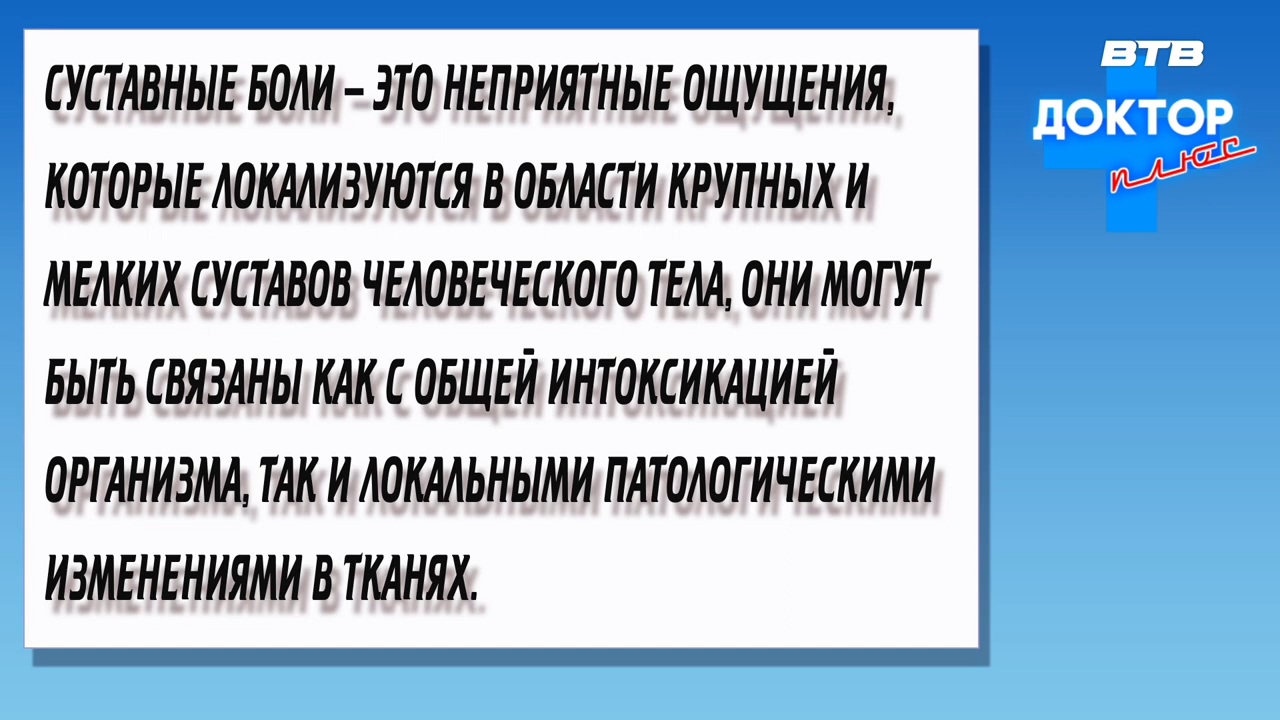 СУСТАВНЫЕ БОЛИ – ЭТО НЕПРИЯТНЫЕ ОЩУЩЕНИЯ,
КОТОРЫЕ ЛОКАЛИЗУЮТСЯ В ОБЛАСТИ КРУПНЫХ И
МЕЛКИХ СУСТАВОВ ЧЕЛОВЕЧЕСКОГО ТЕЛА, ОНИ МОГУТ
БЫТЬ СВЯЗАНЫ КАК С ОБЩЕЙ ИНТОКСИКАЦИЕЙ
ОРГАНИЗМА, ТАК И ЛОКАЛЬНЫМИ ПАТОЛОГИЧЕСКИМИ
ИЗМЕНЕНИЯМИ В ТКАНЯХ.
ВТВ
ДОКТОР
плюс